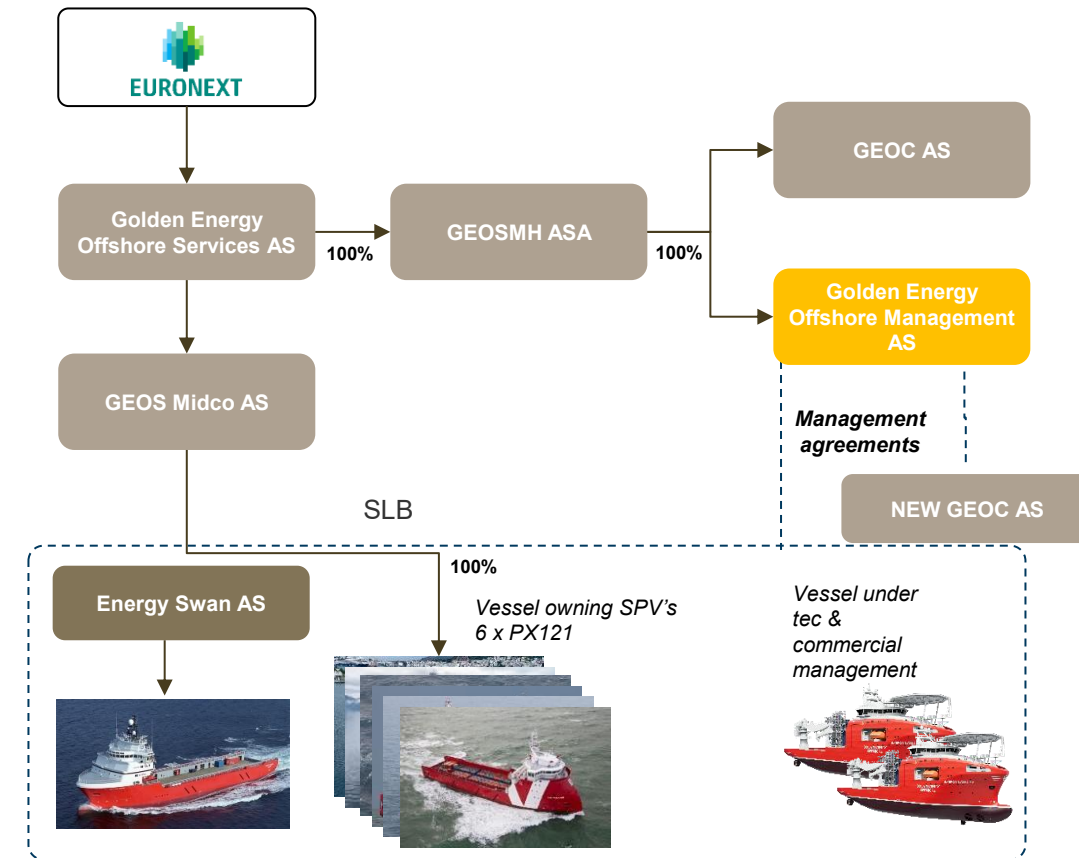 EURONEXT
GEOC AS
Golden Energy
Offshore Services AS
100%
GEOSMH ASA
100%
Golden Energy
Offshore Management
AS
GEOS Midco AS
Management
agreements
SLB
NEW GEOC AS
100%
Energy Swan AS
Vessel owning SPV’s
6 x PX121
Vessel under
tec &
commercial
management